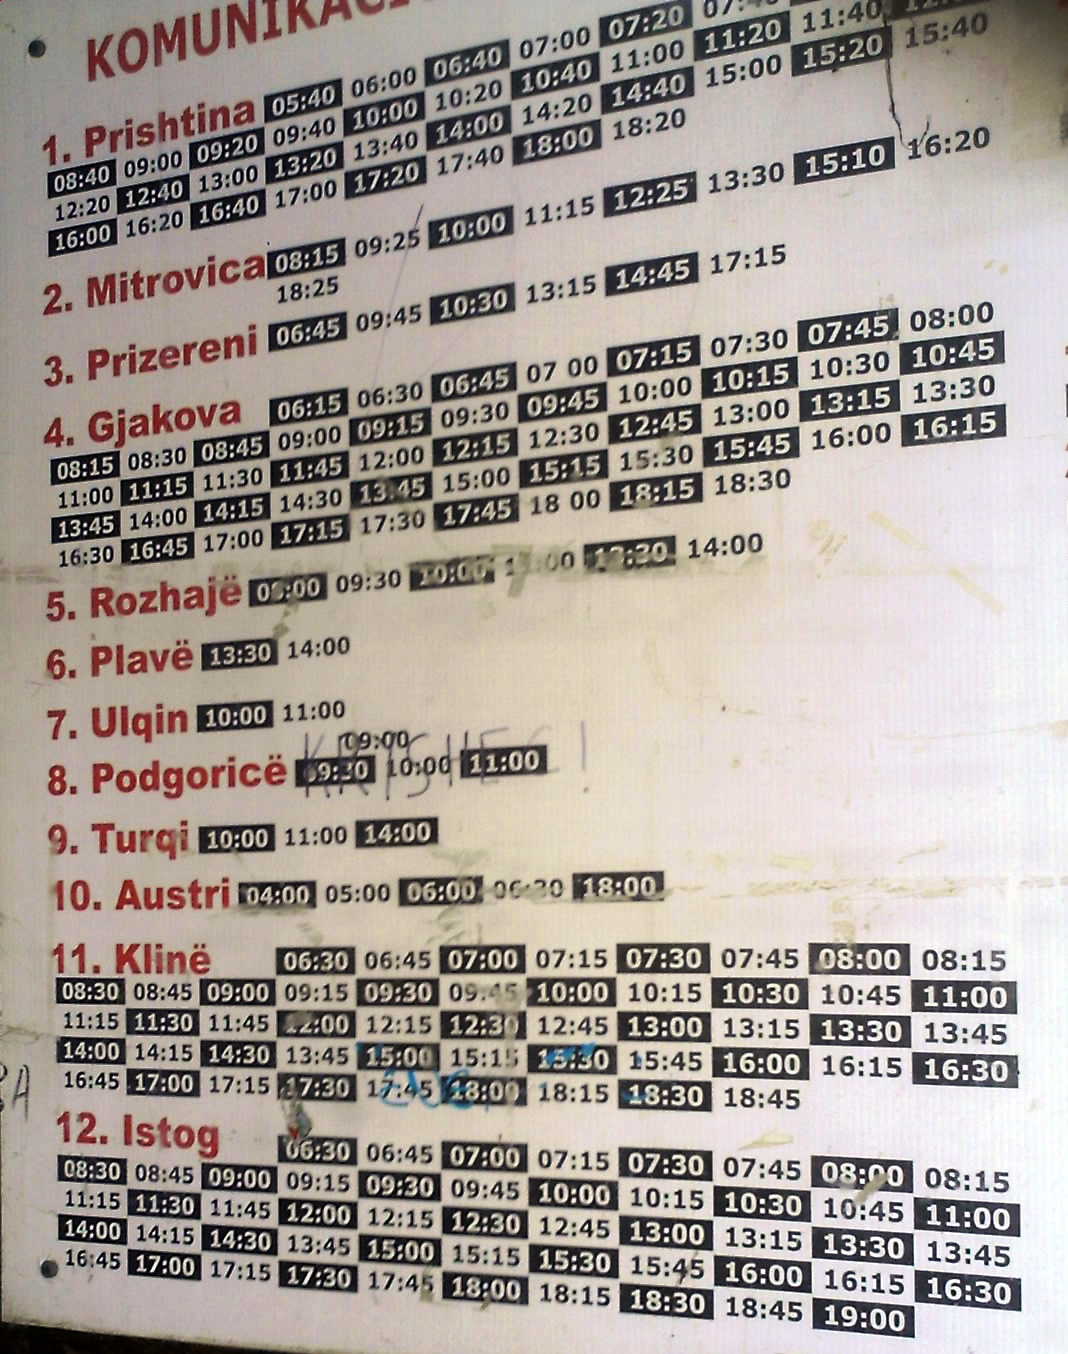 1. Prishtina 05:40 06:00 06:40 07:00 07:20
08:40 09:00 09:20 09:40 10:00 10:20 10:40 11:00 11:20 11:40
12:20 12:40 13:00 13:20 13:40 14:00 14:20 14:40 15:00 15:20 15:40
16:00 16:20 16:40 17:00 17:20 17:40 18:00 18:20
2. Mitrovica 08:15 09:25 10:00 11:15 12:25 13:30 15:10 16:20
18:25
3. Prizereni 06:45 09:45 10:30 13:15 14:45 17:15
4. Gjakova 06:15 06:30 06:45 07 00 07:15 07:30 07:45 08:00
08:15 08:30 08:45 09:00 09:15 09:30 09:45 10:00 10:15 10:30 10:45
11:00 11:15 11:30 11:45 12:00 12:15 12:30 12:45 13:00 13:15 13:30
13:45 14:00 14:15 14:30 13:45 15:00 15:15 15:30 15:45 16:00 16:15
16:30 16:45 17:00 17:15 17:30 17:45 18 00 18:15 18:30
5. Rozhajë 09:30 10:00 14:00
6. Plavë 13:30 14:00
7. Ulqin 10:00 11:00
09:00
8. Podgoricë 09:30 10:00 11:00
9. Turqi 10:00 11:00 14:00
10. Austri 04:00 05:00 06:00 18:00
11. Klinë 06:30 06:45 07:00 07:15 07:30 07:45 08:00 08:15
08:30 08:45 09:00 09:15 09:30 09:45 10:00 10:15 10:30 10:45 11:00
11:15 11:30 11:45 12:00 12:15 12:30 12:45 13:00 13:15 13:30 13:45
14:00 14:15 14:30 13:45 15:00 15:15 15:30 15:45 16:00 16:15 16:30
16:45 17:00 17:15 17:30 17:45 18:00 18:15 18:30 18:45
12. Istog 06:30 06:45 07:00 07:15 07:30 07:45 08:00 08:15
08:30 08:45 09:00 09:15 09:30 09:45 10:00 10:15 10:30 10:45 11:00
11:15 11:30 11:45 12:00 12:15 12:30 12:45 13:00 13:15 13:30 13:45
14:00 14:15 14:30 13:45 15:00 15:15 15:30 15:45 16:00 16:15 16:30
16:45 17:00 17:15 17:30 17:45 18:00 18:15 18:30 18:45 19:00